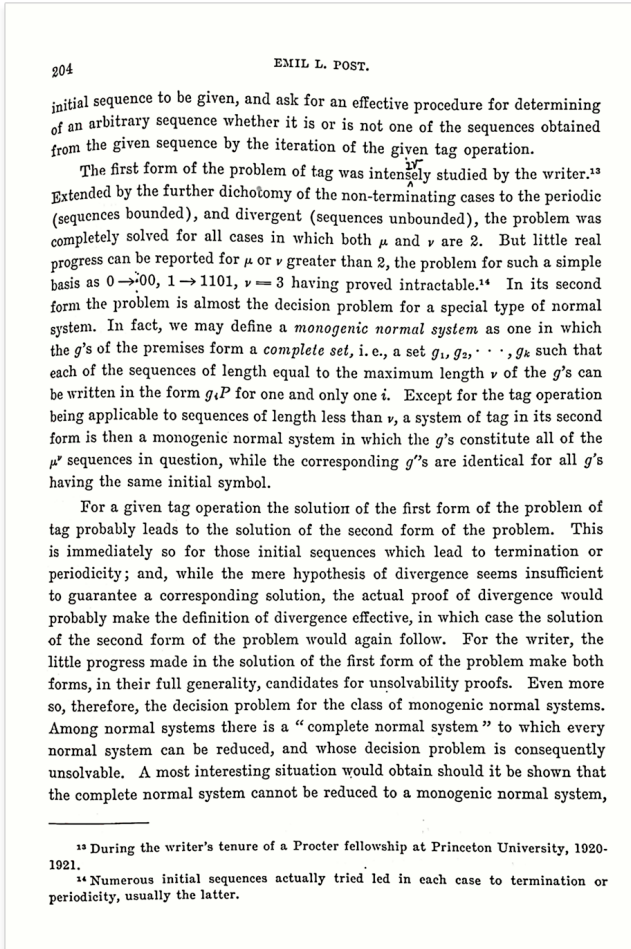 204
EMIL L. POST.
initial sequence to be given, and ask for an effective procedure for determining
of an arbitrary sequence whether it is or is not one of the sequences obtained
from the given sequence by the iteration of the given tag operation.
The first form of the problem of tag was intensely studied by the writer.¹³
Extended by the further dichotomy of the non-terminating cases to the periodic
(sequences bounded), and divergent (sequences unbounded), the problem was
completely solved for all cases in which both μ and ν are 2. But little real
progress can be reported for μ or ν greater than 2, the problem for such a simple
basis as 0 → 00, 1 → 1101, ν = 3 having proved intractable.¹⁴ In its second
form the problem is almost the decision problem for a special type of normal
system. In fact, we may define a monogenic normal system as one in which
the g's of the premises form a complete set, i. e., a set g₁, g₂, · · · , gₖ such that
each of the sequences of length equal to the maximum length ν of the g's can
be written in the form gᵢP for one and only one i. Except for the tag operation
being applicable to sequences of length less than ν, a system of tag in its second
form is then a monogenic normal system in which the g's constitute all of the
μ^ν sequences in question, while the corresponding g′'s are identical for all g's
having the same initial symbol.
For a given tag operation the solution of the first form of the problem of
tag probably leads to the solution of the second form of the problem. This
is immediately so for those initial sequences which lead to termination or
periodicity; and, while the mere hypothesis of divergence seems insufficient
to guarantee a corresponding solution, the actual proof of divergence would
probably make the definition of divergence effective, in which case the solution
of the second form of the problem would again follow. For the writer, the
little progress made in the solution of the first form of the problem make both
forms, in their full generality, candidates for unsolvability proofs. Even more
so, therefore, the decision problem for the class of monogenic normal systems.
Among normal systems there is a “complete normal system” to which every
normal system can be reduced, and whose decision problem is consequently
unsolvable. A most interesting situation would obtain should it be shown that
the complete normal system cannot be reduced to a monogenic normal system,
¹³ During the writer's tenure of a Procter fellowship at Princeton University, 1920-
1921.
¹⁴ Numerous initial sequences actually tried led in each case to termination or
periodicity, usually the latter.